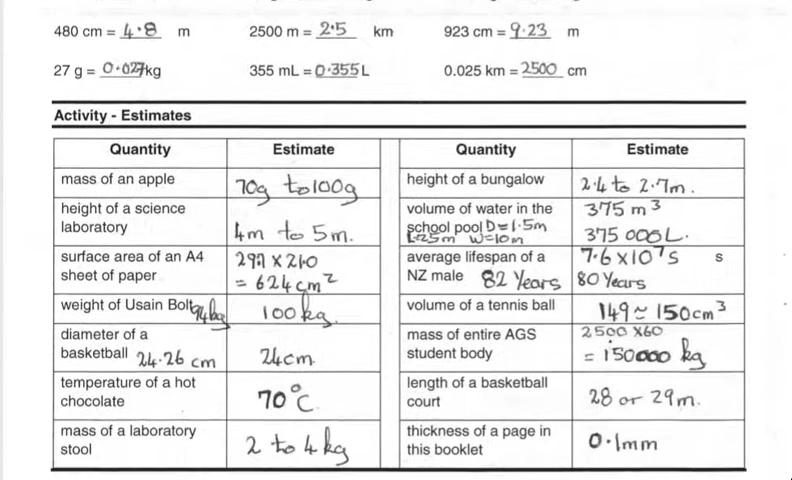 480 cm = 4.8 m 2500 m = 2.5 km 923 cm = 9.23 m
27 g = 0.027 kg 355 mL = 0.355 L 0.025 km = 2500 cm
Activity - Estimates
Quantity Estimate Quantity Estimate
mass of an apple 70g to 100g
height of a bungalow 2.4 to 2.7m.
height of a science
laboratory 4m to 5m.
volume of water in the 375 m³
school pool D = 1.5m
L=25m W=10m 375 000L.
surface area of an A4 297 x 210
sheet of paper = 624cm²
average lifespan of a 7.6 x 10⁷s s
NZ male 82 Years 80 Years
weight of Usain Bolt 94kg 100kg.
volume of a tennis ball 149 ≃ 150cm³
diameter of a
basketball 24.26 cm 24cm.
mass of entire AGS 2500 x60
student body = 150000 kg
temperature of a hot
chocolate 70°C
length of a basketball
court 28 or 29m.
mass of a laboratory
stool 2 to 4 kg
thickness of a page in
this booklet 0.1mm